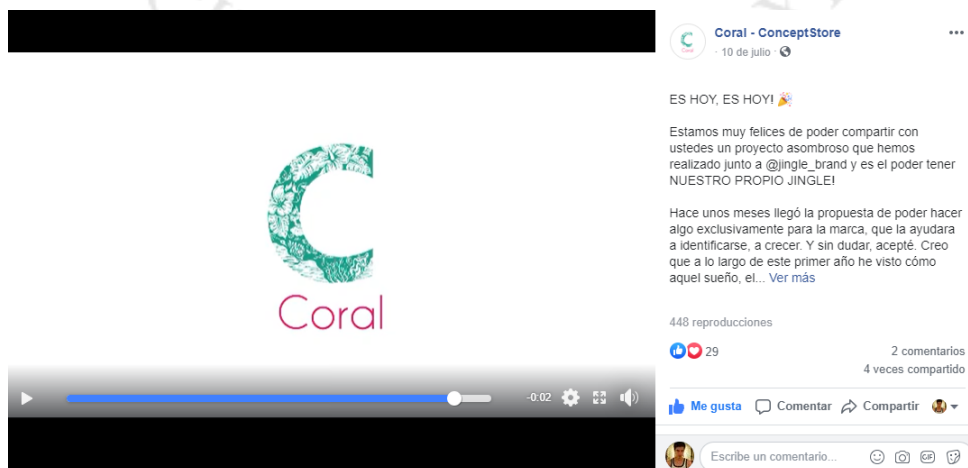 Coral
-0:02
Coral - ConceptStore
· 10 de julio ·
Coral
ES HOY, ES HOY! 🎉
Estamos muy felices de poder compartir con
ustedes un proyecto asombroso que hemos
realizado junto a @jingle_brand y es el poder tener
NUESTRO PROPIO JINGLE!
Hace unos meses llegó la propuesta de poder hacer
algo exclusivamente para la marca, que la ayudara
a identificarse, a crecer. Y sin dudar, acepté. Creo
que a lo largo de este primer año he visto cómo
aquel sueño, el... Ver más
448 reproducciones
29
2 comentarios
4 veces compartido
Me gusta Comentar Compartir
Escribe un comentario... GIF